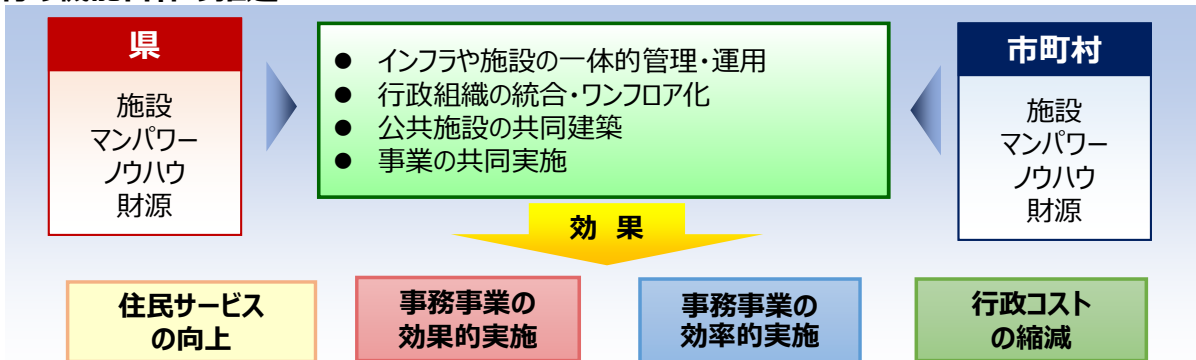 県
施設
マンパワー
ノウハウ
財源
● インフラや施設の一体的管理・運用
● 行政組織の統合・ワンフロア化
● 公共施設の共同建築
● 事業の共同実施
市町村
施設
マンパワー
ノウハウ
財源
効 果
住民サービス
の向上
事務事業の
効果的実施
事務事業の
効率的実施
行政コスト
の縮減